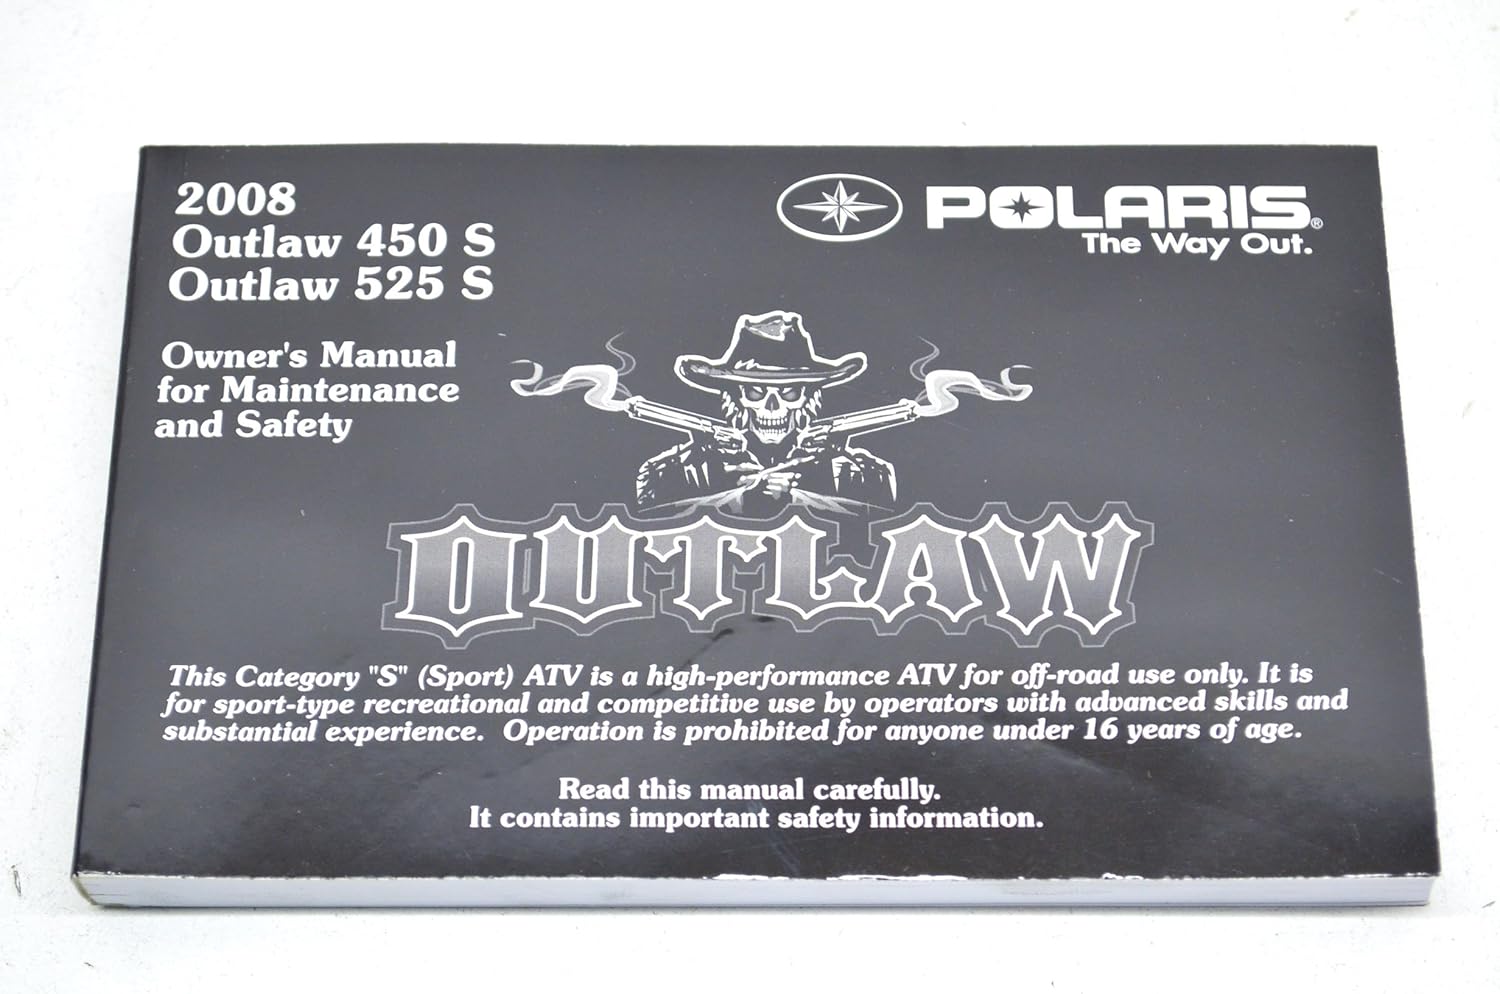 2008
Outlaw 450 S
Outlaw 525 S
Owner's Manual
for Maintenance
and Safety
POLARIS®
The Way Out.
OUTLAW
This Category "S" (Sport) ATV is a high-performance ATV for off-road use only. It is
for sport-type recreational and competitive use by operators with advanced skills and
substantial experience. Operation is prohibited for anyone under 16 years of age.
Read this manual carefully.
It contains important safety information.